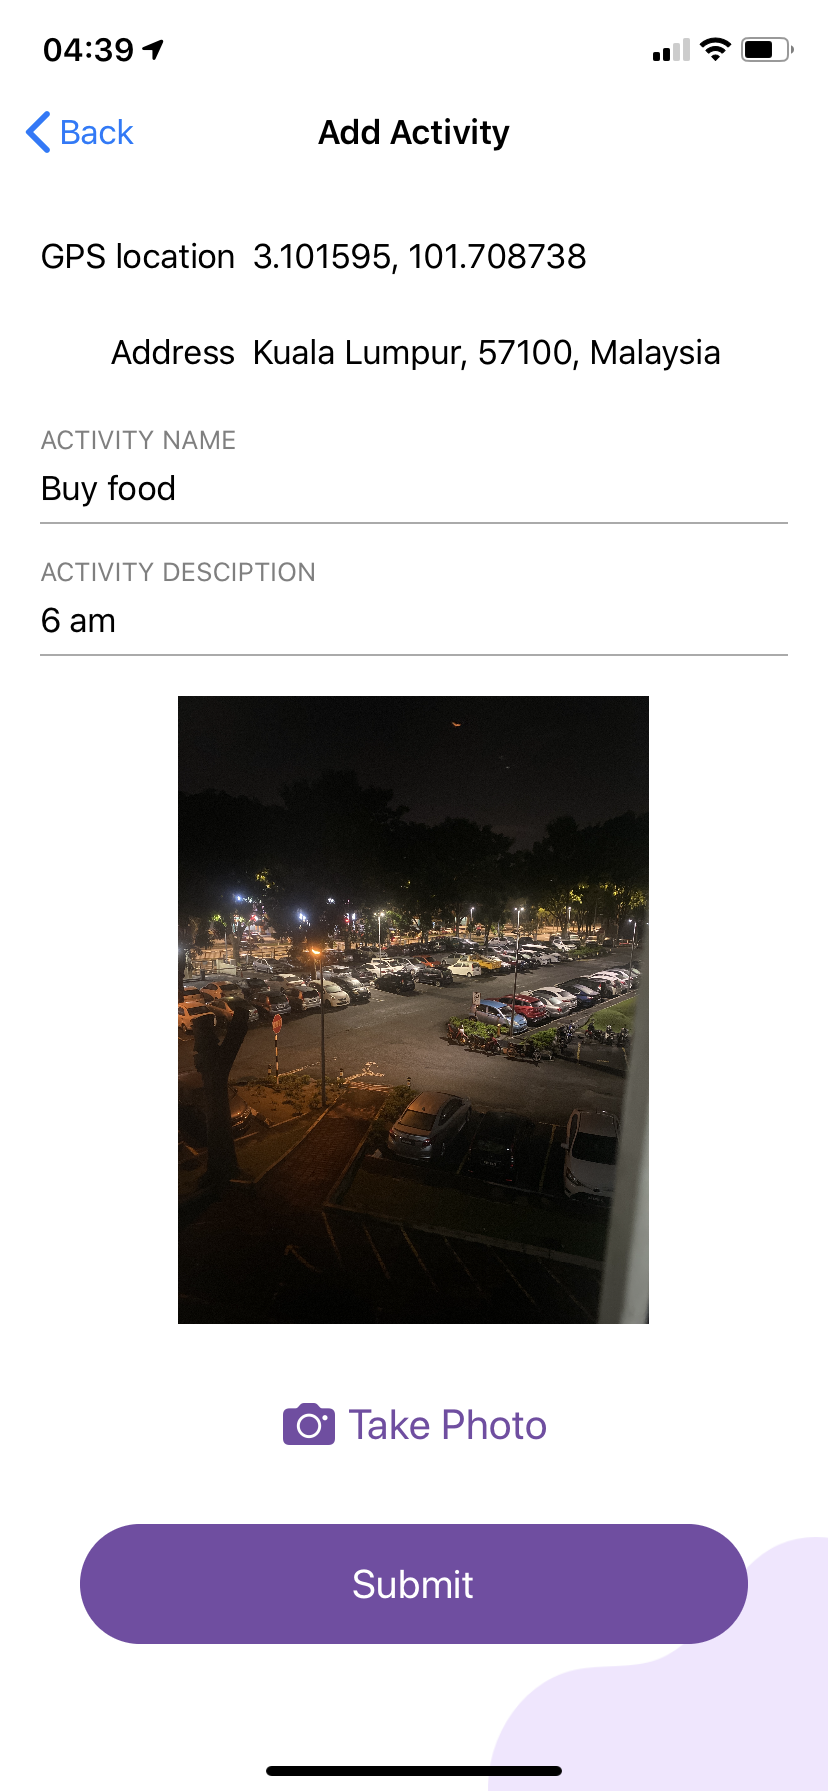 04:39
Back
Add Activity
GPS location 3.101595, 101.708738
Address Kuala Lumpur, 57100, Malaysia
ACTIVITY NAME
Buy food
ACTIVITY DESCIPTION
6 am
Take Photo
Submit